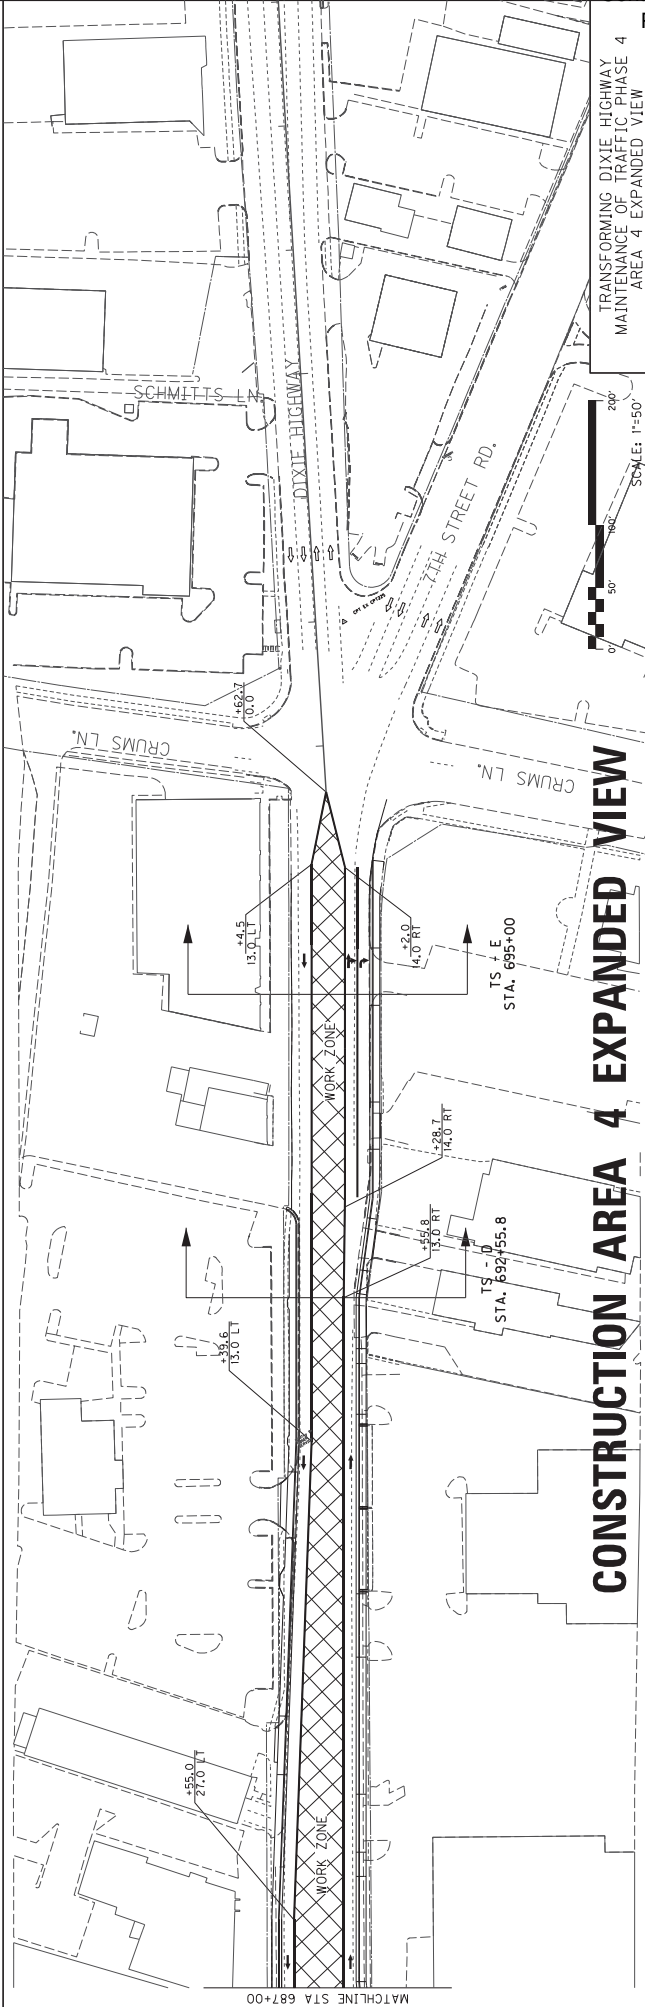 TRANSFORMING DIXIE HIGHWAY
MAINTENANCE OF TRAFFIC PHASE 4
AREA 4 EXPANDED VIEW
SCHMITTS LN.
DIXIE HIGHWAY
7TH STREET RD.
0'
50'
100'
200'
SCALE: 1"=50'
CRUMS LN.
CRUMS LN.
+62.7
0.0
+4.5
13.0 LT
+2.0
14.0 RT
TS - E
STA. 695+00
WORK ZONE
+28.7
14.0 RT
+55.8
13.0 RT
TS - D
STA. 692+55.8
+39.6
13.0 LT
+55.0
27.0 LT
WORK ZONE
MATCHLINE STA 687+00
CONSTRUCTION AREA 4 EXPANDED VIEW